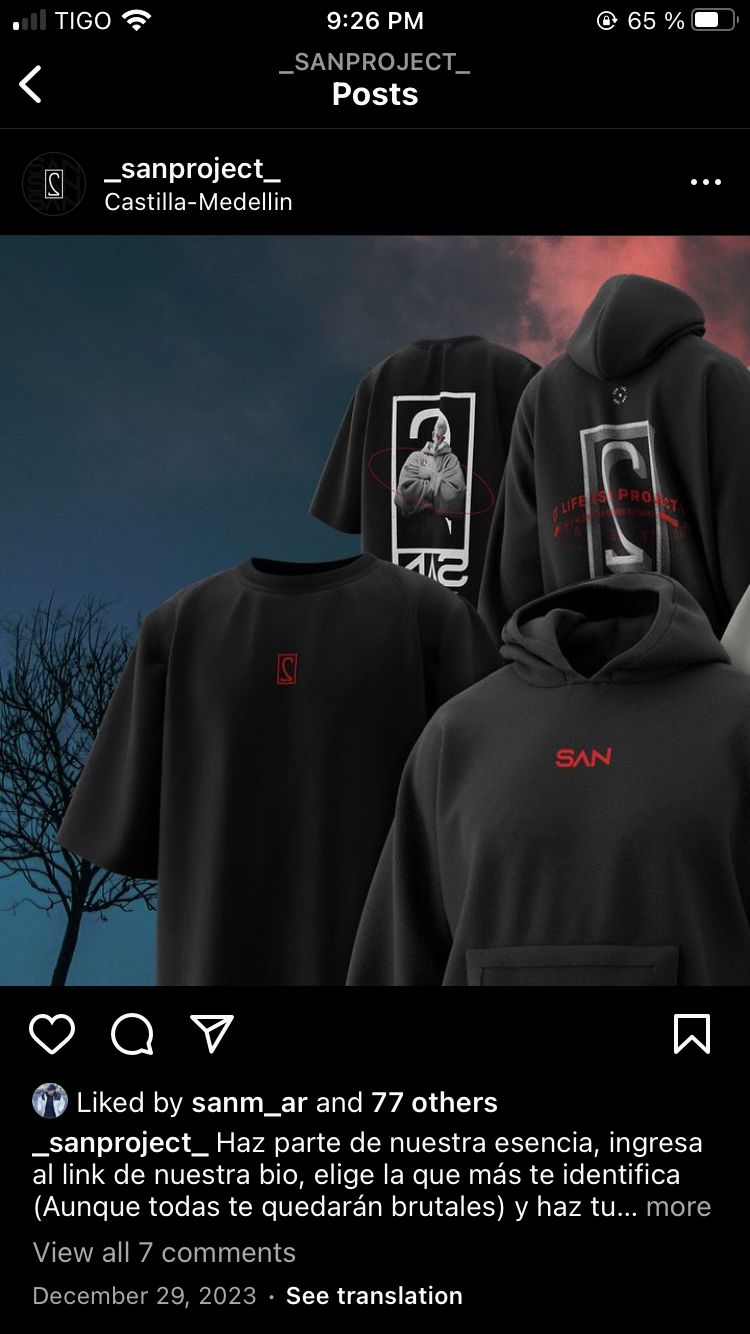 TIGO 9:26 PM 65 %
_SANPROJECT_
Posts
_sanproject_
Castilla-Medellin
LIFE IS
PROJECT
SAN
SAN
Liked by sanm_ar and 77 others
_sanproject_ Haz parte de nuestra esencia, ingresa
al link de nuestra bio, elige la que más te identifica
(Aunque todas te quedarán brutales) y haz tu... more
View all 7 comments
December 29, 2023 · See translation